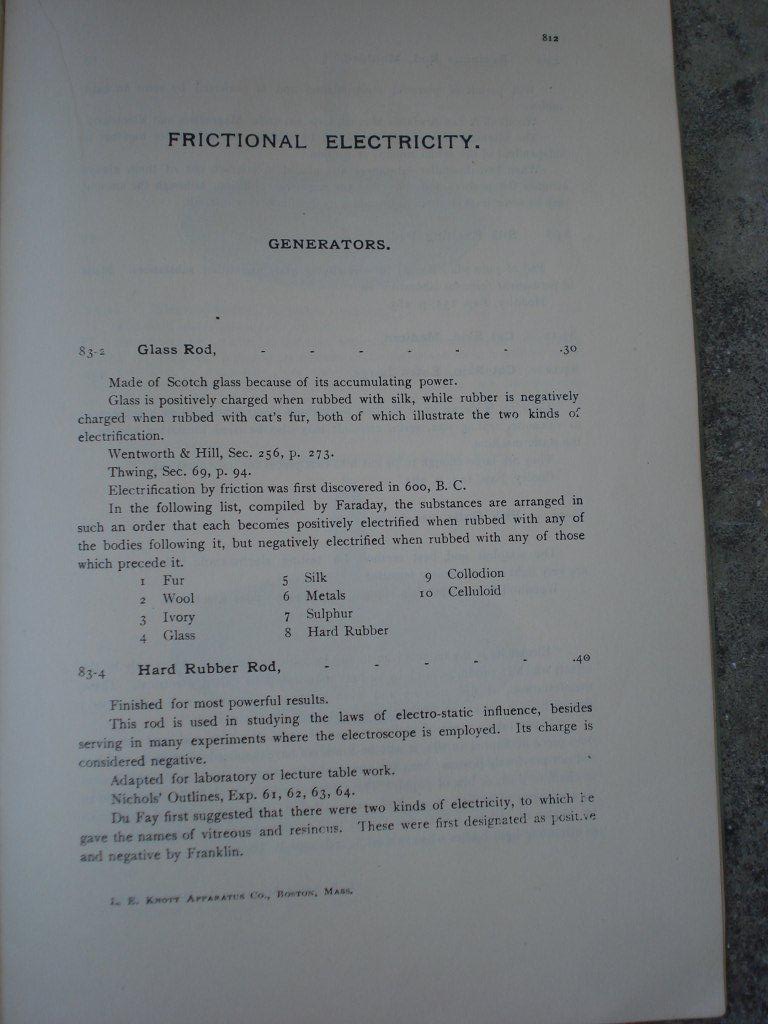 812
FRICTIONAL ELECTRICITY.
GENERATORS.
83-2 Glass Rod, - - - - - - .30
Made of Scotch glass because of its accumulating power.
Glass is positively charged when rubbed with silk, while rubber is negatively
charged when rubbed with cat's fur, both of which illustrate the two kinds of
electrification.
Wentworth & Hill, Sec. 256, p. 273.
Thwing, Sec. 69, p. 94.
Electrification by friction was first discovered in 600, B. C.
In the following list, compiled by Faraday, the substances are arranged in
such an order that each becomes positively electrified when rubbed with any of
the bodies following it, but negatively electrified when rubbed with any of those
which precede it.
1 Fur 5 Silk 9 Collodion
2 Wool 6 Metals 10 Celluloid
3 Ivory 7 Sulphur
4 Glass 8 Hard Rubber
83-4 Hard Rubber Rod, - - - - - .40
Finished for most powerful results.
This rod is used in studying the laws of electro-static influence, besides
serving in many experiments where the electroscope is employed. Its charge is
considered negative.
Adapted for laboratory or lecture table work.
Nichols' Outlines, Exp. 61, 62, 63, 64.
Du Fay first suggested that there were two kinds of electricity, to which he
gave the names of vitreous and resinous. These were first designated as positive
and negative by Franklin.
L. E. KNOTT APPARATUS CO., BOSTON, MASS.